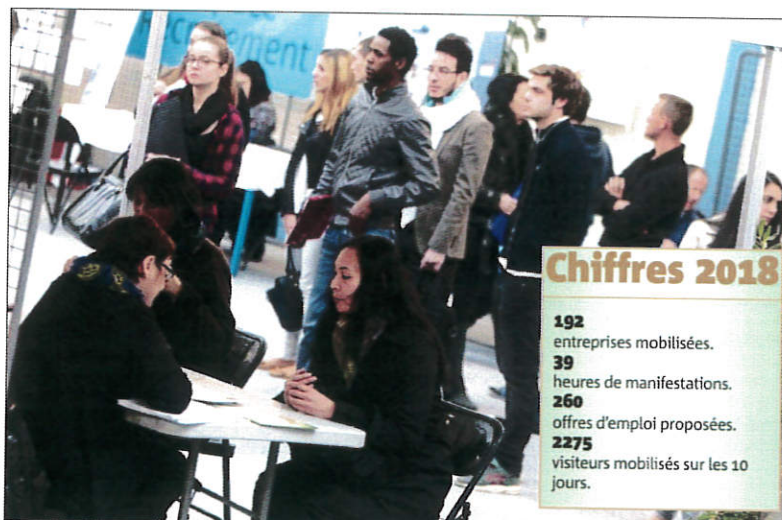 Recrutement
Chiffres 2018
192
entreprises mobilisées.
39
heures de manifestations.
260
offres d'emploi proposées.
2275
visiteurs mobilisés sur les 10
jours.